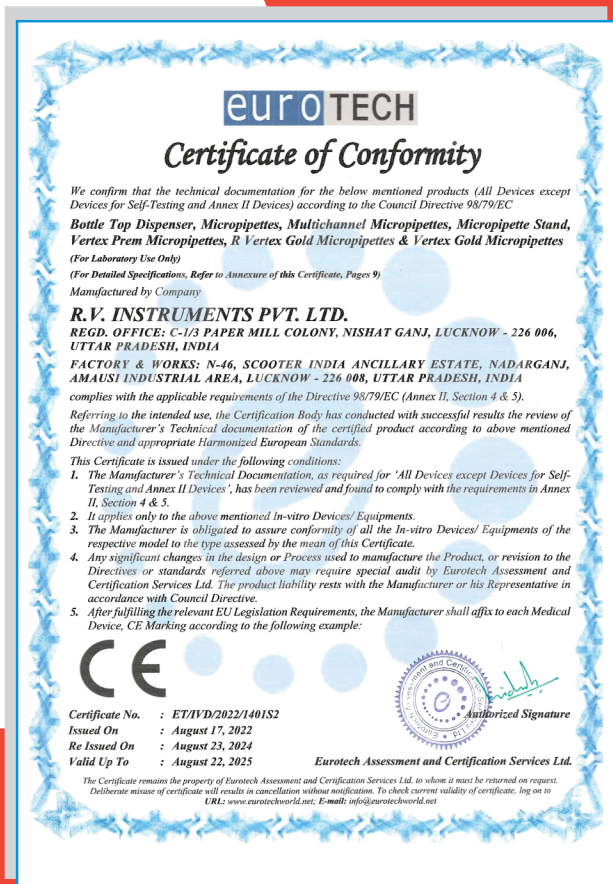 euroTECH
Certificate of Conformity
We confirm that the technical documentation for the below mentioned products (All Devices except
Devices for Self-Testing and Annex II Devices) according to the Council Directive 98/79/EC
Bottle Top Dispenser, Micropipettes, Multichannel Micropipettes, Micropipette Stand,
Vertex Prem Micropipettes, R Vertex Gold Micropipettes & Vertex Gold Micropipettes
(For Laboratory Use Only)
(For Detailed Specifications, Refer to Annexure of this Certificate, Pages 9)
Manufactured by Company
R.V. INSTRUMENTS PVT. LTD.
REGD. OFFICE: C-1/3 PAPER MILL COLONY, NISHAT GANJ, LUCKNOW - 226 006,
UTTAR PRADESH, INDIA
FACTORY & WORKS: N-46, SCOOTER INDIA ANCILLARY ESTATE, NADARGANJ,
AMAUSI INDUSTRIAL AREA, LUCKNOW - 226 008, UTTAR PRADESH, INDIA
complies with the applicable requirements of the Directive 98/79/EC (Annex II, Section 4 & 5).
Referring to the intended use, the Certification Body has conducted with successful results the review of
the Manufacturer's Technical documentation of the certified product according to above mentioned
Directive and appropriate Harmonized European Standards.
This Certificate is issued under the following conditions:
1. The Manufacturer's Technical Documentation, as required for 'All Devices except Devices for Self-
Testing and Annex II Devices', has been reviewed and found to comply with the requirements in Annex
II, Section 4 & 5.
2. It applies only to the above mentioned In-vitro Devices/ Equipments.
3. The Manufacturer is obligated to assure conformity of all the In-vitro Devices/ Equipments of the
respective model to the type assessed by the mean of this Certificate.
4. Any significant changes in the design or Process used to manufacture the Product, or revision to the
Directives or standards referred above may require special audit by Eurotech Assessment and
Certification Services Ltd. The product liability rests with the Manufacturer or his Representative in
accordance with Council Directive.
5. After fulfilling the relevant EU Legislation Requirements, the Manufacturer shall affix to each Medical
Device, CE Marking according to the following example:
CE
Eurotech Assessment and Certification Services Ltd.
Certificate No. : ET/IVD/2022/1401S2 Authorized Signature
Issued On : August 17, 2022
Re Issued On : August 23, 2024
Valid Up To : August 22, 2025 Eurotech Assessment and Certification Services Ltd.
The Certificate remains the property of Eurotech Assessment and Certification Services Ltd. to whom it must be returned on request.
Deliberate misuse of certificate will results in cancellation without notification. To check current validity of certificate, log on to
URL: www.eurotechworld.net; E-mail: info@eurotechworld.net